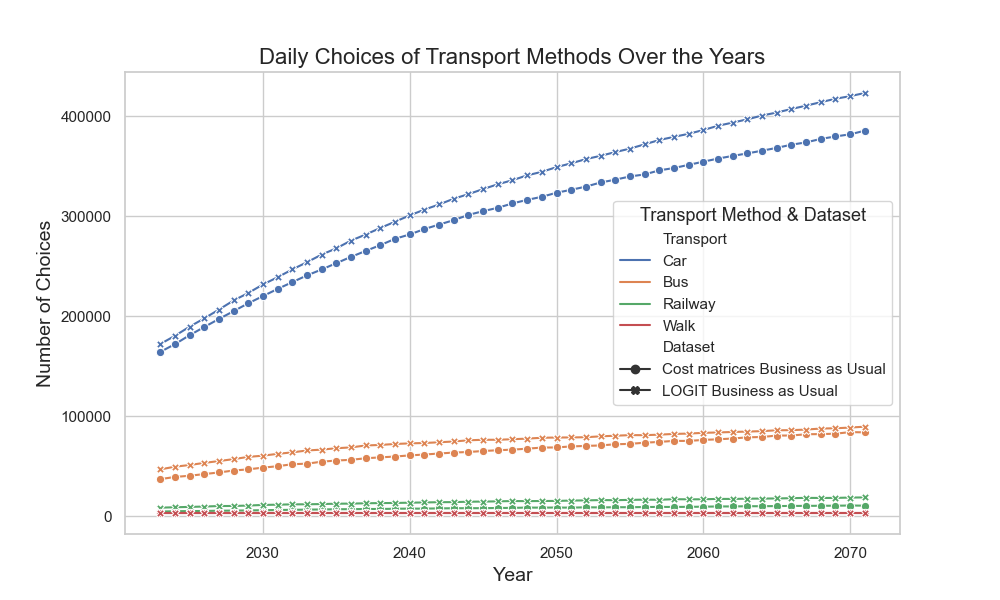 Daily Choices of Transport Methods Over the Years
400000
300000
200000
100000
0
Number of Choices
Transport Method & Dataset
Transport
Car
Bus
Railway
Walk
Dataset
Cost matrices Business as Usual
LOGIT Business as Usual
2030
2040
2050
2060
2070
Year